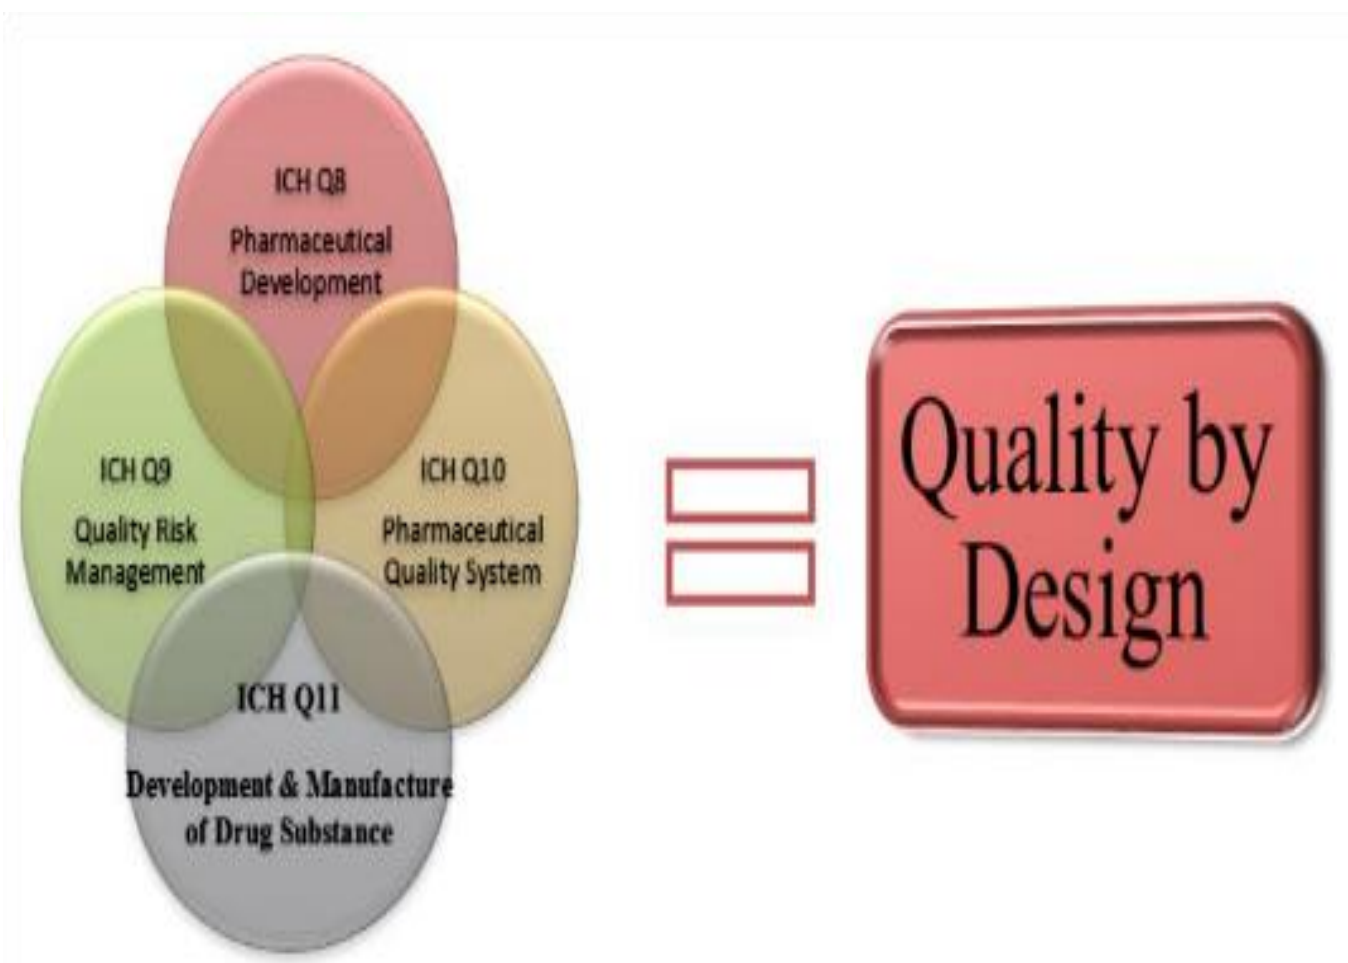 ICH Q8
Pharmaceutical
Development
ICH Q9
Quality Risk
Management
ICH Q10
Pharmaceutical
Quality System
ICH Q11
Development & Manufacture
of Drug Substance
Quality by
Design